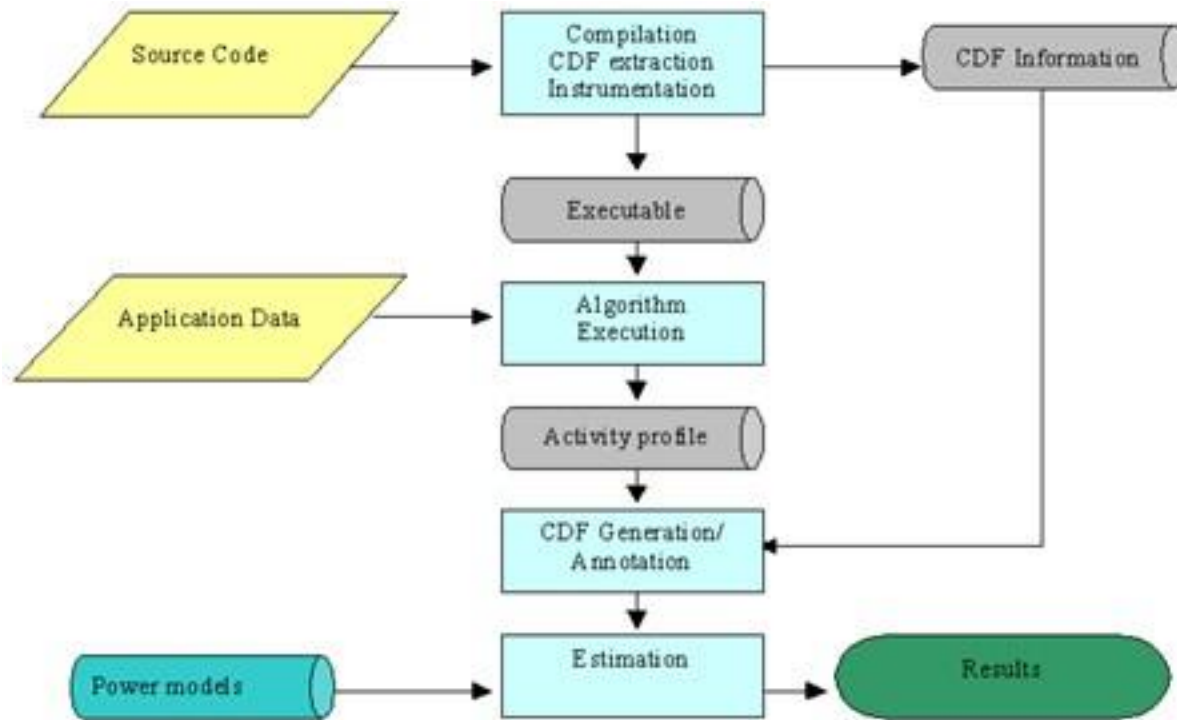 Source Code
Compilation
CDF extraction
Instrumentation
CDF Information
Executable
Application Data
Algorithm
Execution
Activity profile
CDF Generation/
Annotation
Power models
Estimation
Results